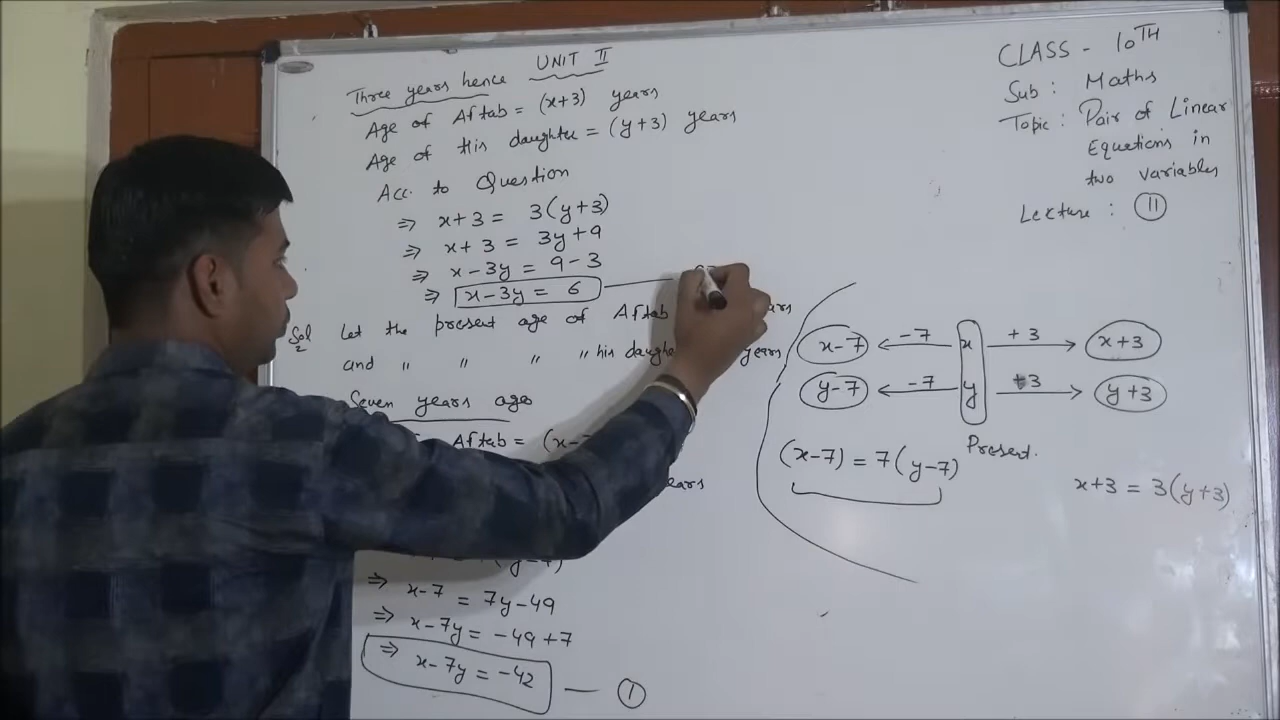 UNIT II
Three years hence
Age of Aftab = (x+3) years
Age of His daughter = (y+3) years
Acc. to Question
⇒ x+3 = 3(y+3)
⇒ x+3 = 3y+9
⇒ x-3y = 9-3
⇒ x-3y = 6
Sol Let the present age of Aftab
and " " " his daughte years
Seven years ago
Aftab = (x-7
years
⇒ x-7 = 7y-49
⇒ x-7y = -49+7
⇒ x-7y = -42 — ①
CLASS - 10TH
Sub : Maths
Topic : Pair of Linear
Equations in
two variables
Lecture : ⑪
x-7 ← -7 x +3 → x+3
y-7 ← -7 y +3 → y+3
Present.
(x-7) = 7(y-7)
x+3 = 3(y+3)